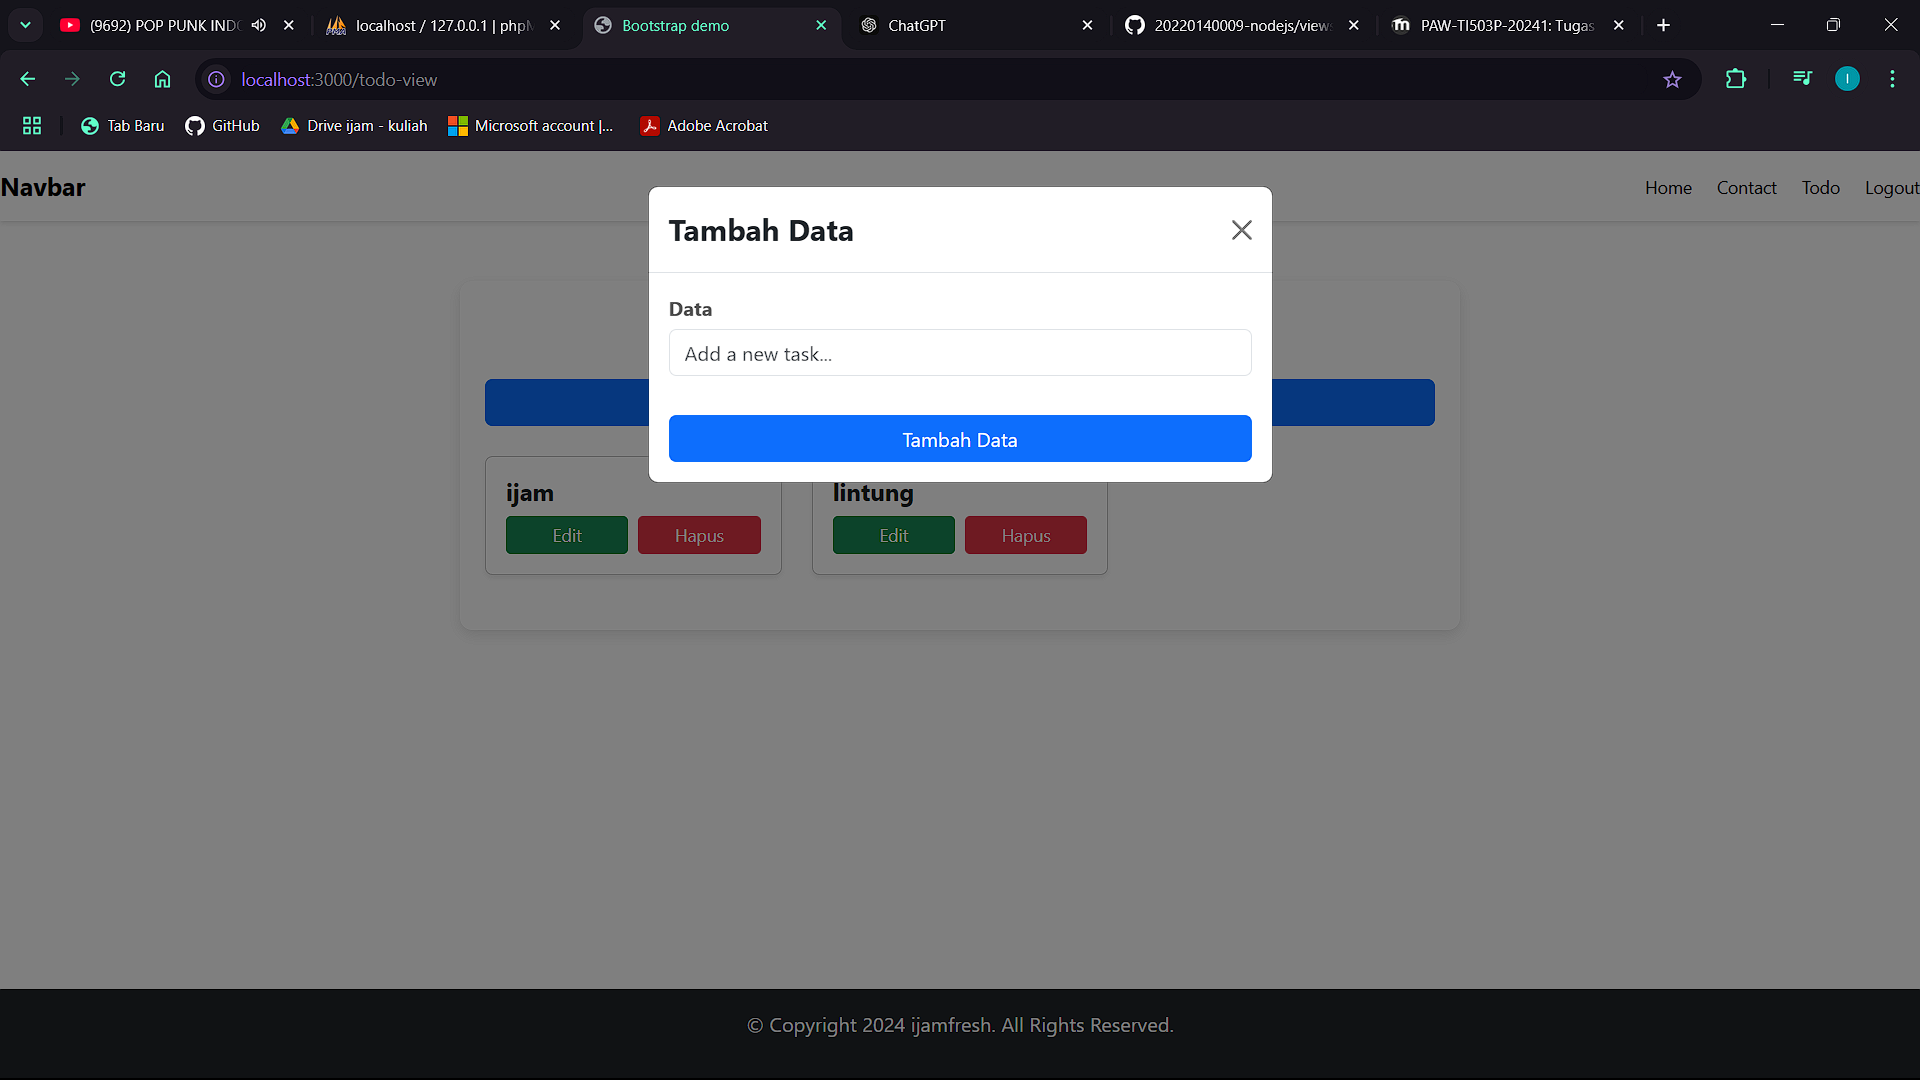 (9692) POP PUNK INDO
localhost / 127.0.0.1 | phpM
Bootstrap demo
ChatGPT
20220140009-nodejs/views
PAW-TI503P-20241: Tugas
localhost:3000/todo-view
I
Tab Baru
GitHub
Drive ijam - kuliah
Microsoft account |...
Adobe Acrobat
Navbar
Home
Contact
Todo
Logout
Tambah Data
Data
Add a new task...
Tambah Data
ijam
Edit
Hapus
lintung
Edit
Hapus
© Copyright 2024 ijamfresh. All Rights Reserved.